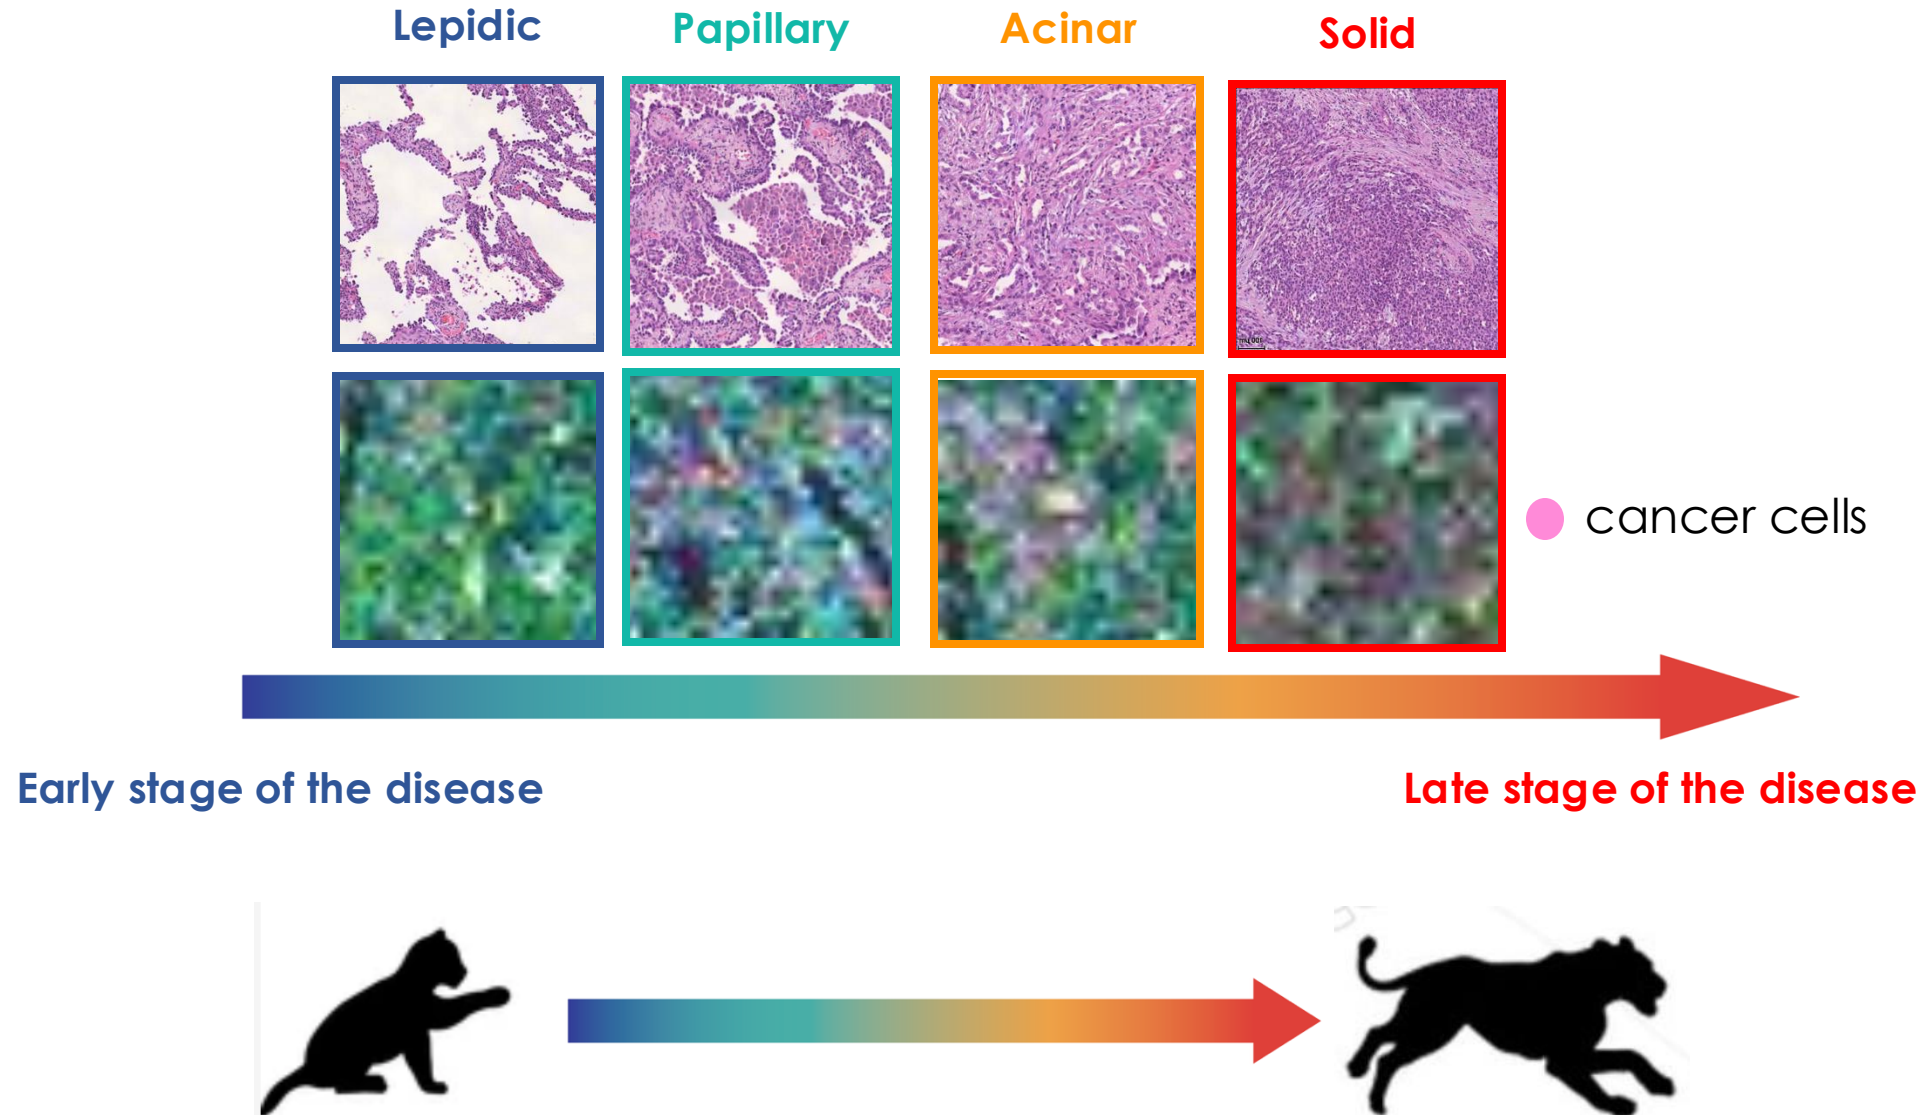 Lepidic
Papillary
Acinar
Solid
cancer cells
Early stage of the disease
Late stage of the disease